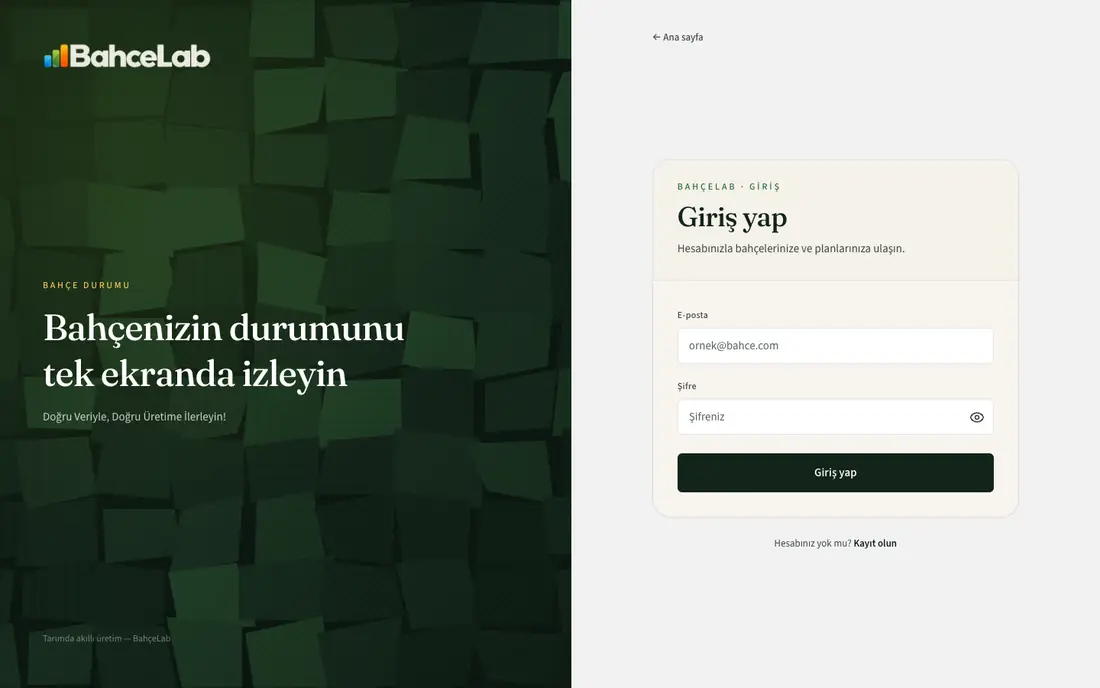 BahceLab
BAHÇE DURUMU
Bahçenizin durumunu
tek ekranda izleyin
Doğru Veriyle, Doğru Üretime İlerleyin!
Tarımda akıllı üretim — BahçeLab
← Ana sayfa
BAHÇELAB · GİRİŞ
Giriş yap
Hesabınızla bahçelerinize ve planlarınıza ulaşın.
E-posta
ornek@bahce.com
Şifre
Şifreniz
Giriş yap
Hesabınız yok mu? Kayıt olun